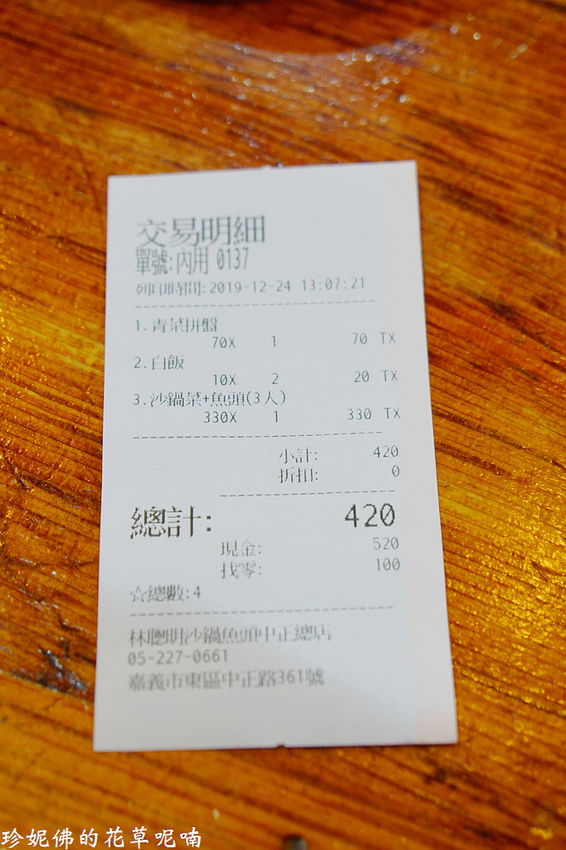 交易明細
單號:內用 0137
列印時間:2019-12-24 13:07:21
1.青菜拼盤
70X 1 70 TX
2.白飯
10X 2 20 TX
3.沙鍋菜+魚頭(3人)
330X 1 330 TX
小計: 420
折扣: 0
總計: 420
現金: 520
找零: 100
☆總數:4
林聰明沙鍋魚頭中正總店
05-227-0661
嘉義市東區中正路361號
珍妮佛的花草呢喃